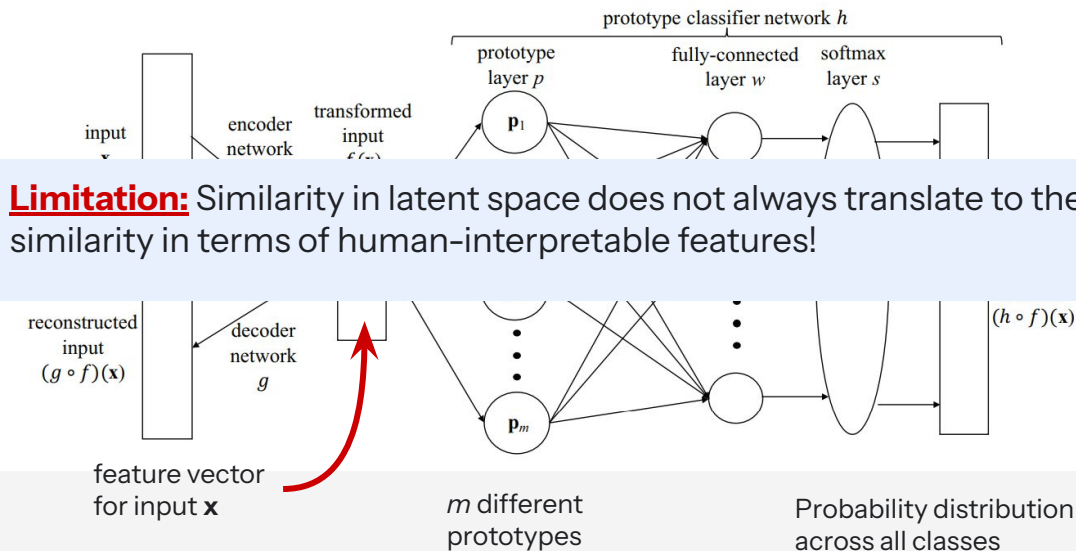 prototype classifier network h
prototype
layer p
fully-connected
layer w
softmax
layer s
transformed
input
input
encoder
network
p1
Limitation: Similarity in latent space does not always translate to the
similarity in terms of human-interpretable features!
reconstructed
input
(g ∘ f)(x)
decoder
network
g
(h ∘ f)(x)
pm
feature vector
for input x
m different
prototypes
Probability distribution
across all classes